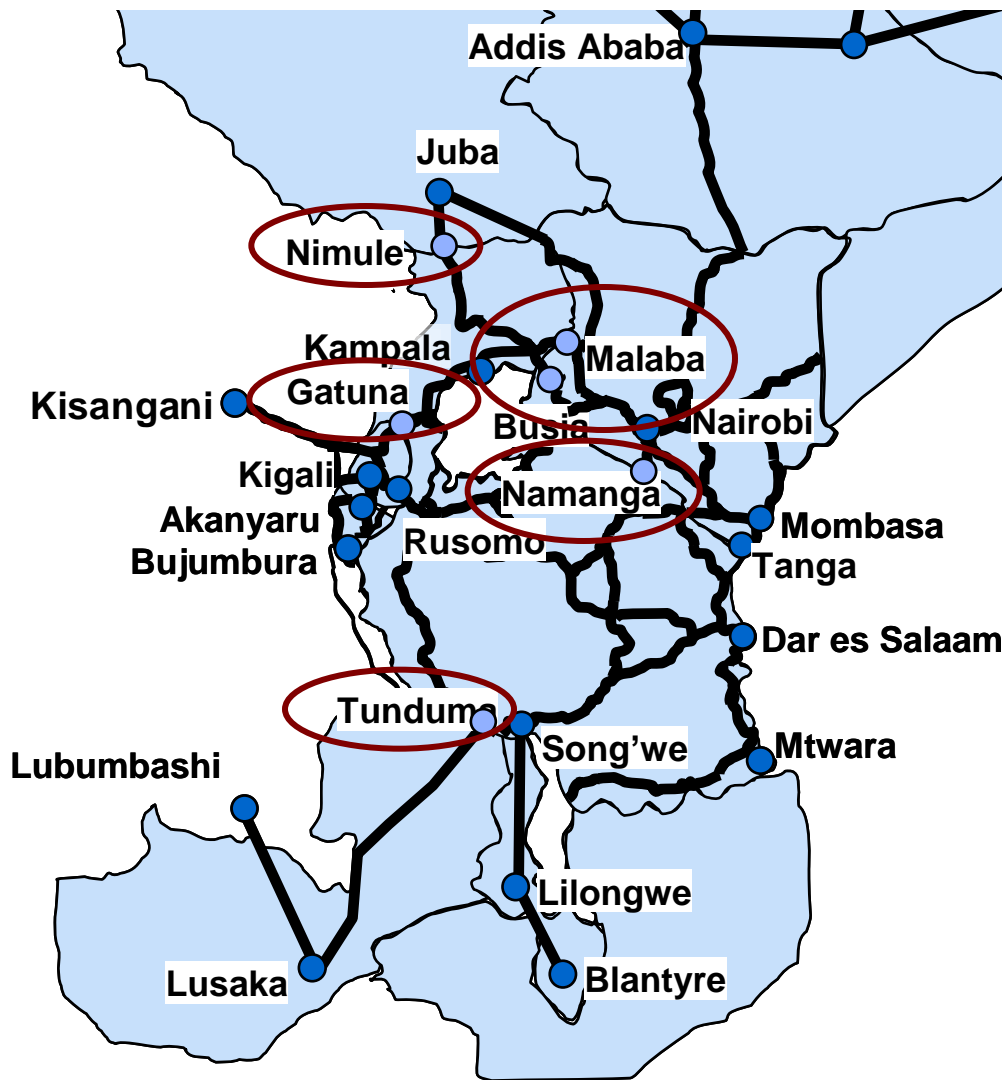 Addis Ababa
Juba
Nimule
Kampala
Malaba
Gatuna
Kisangani
Busia
Nairobi
Kigali
Namanga
Akanyaru
Mombasa
Bujumbura
Rusomo
Tanga
Dar es Salaam
Tunduma
Song’we
Mtwara
Lubumbashi
Lilongwe
Lusaka
Blantyre